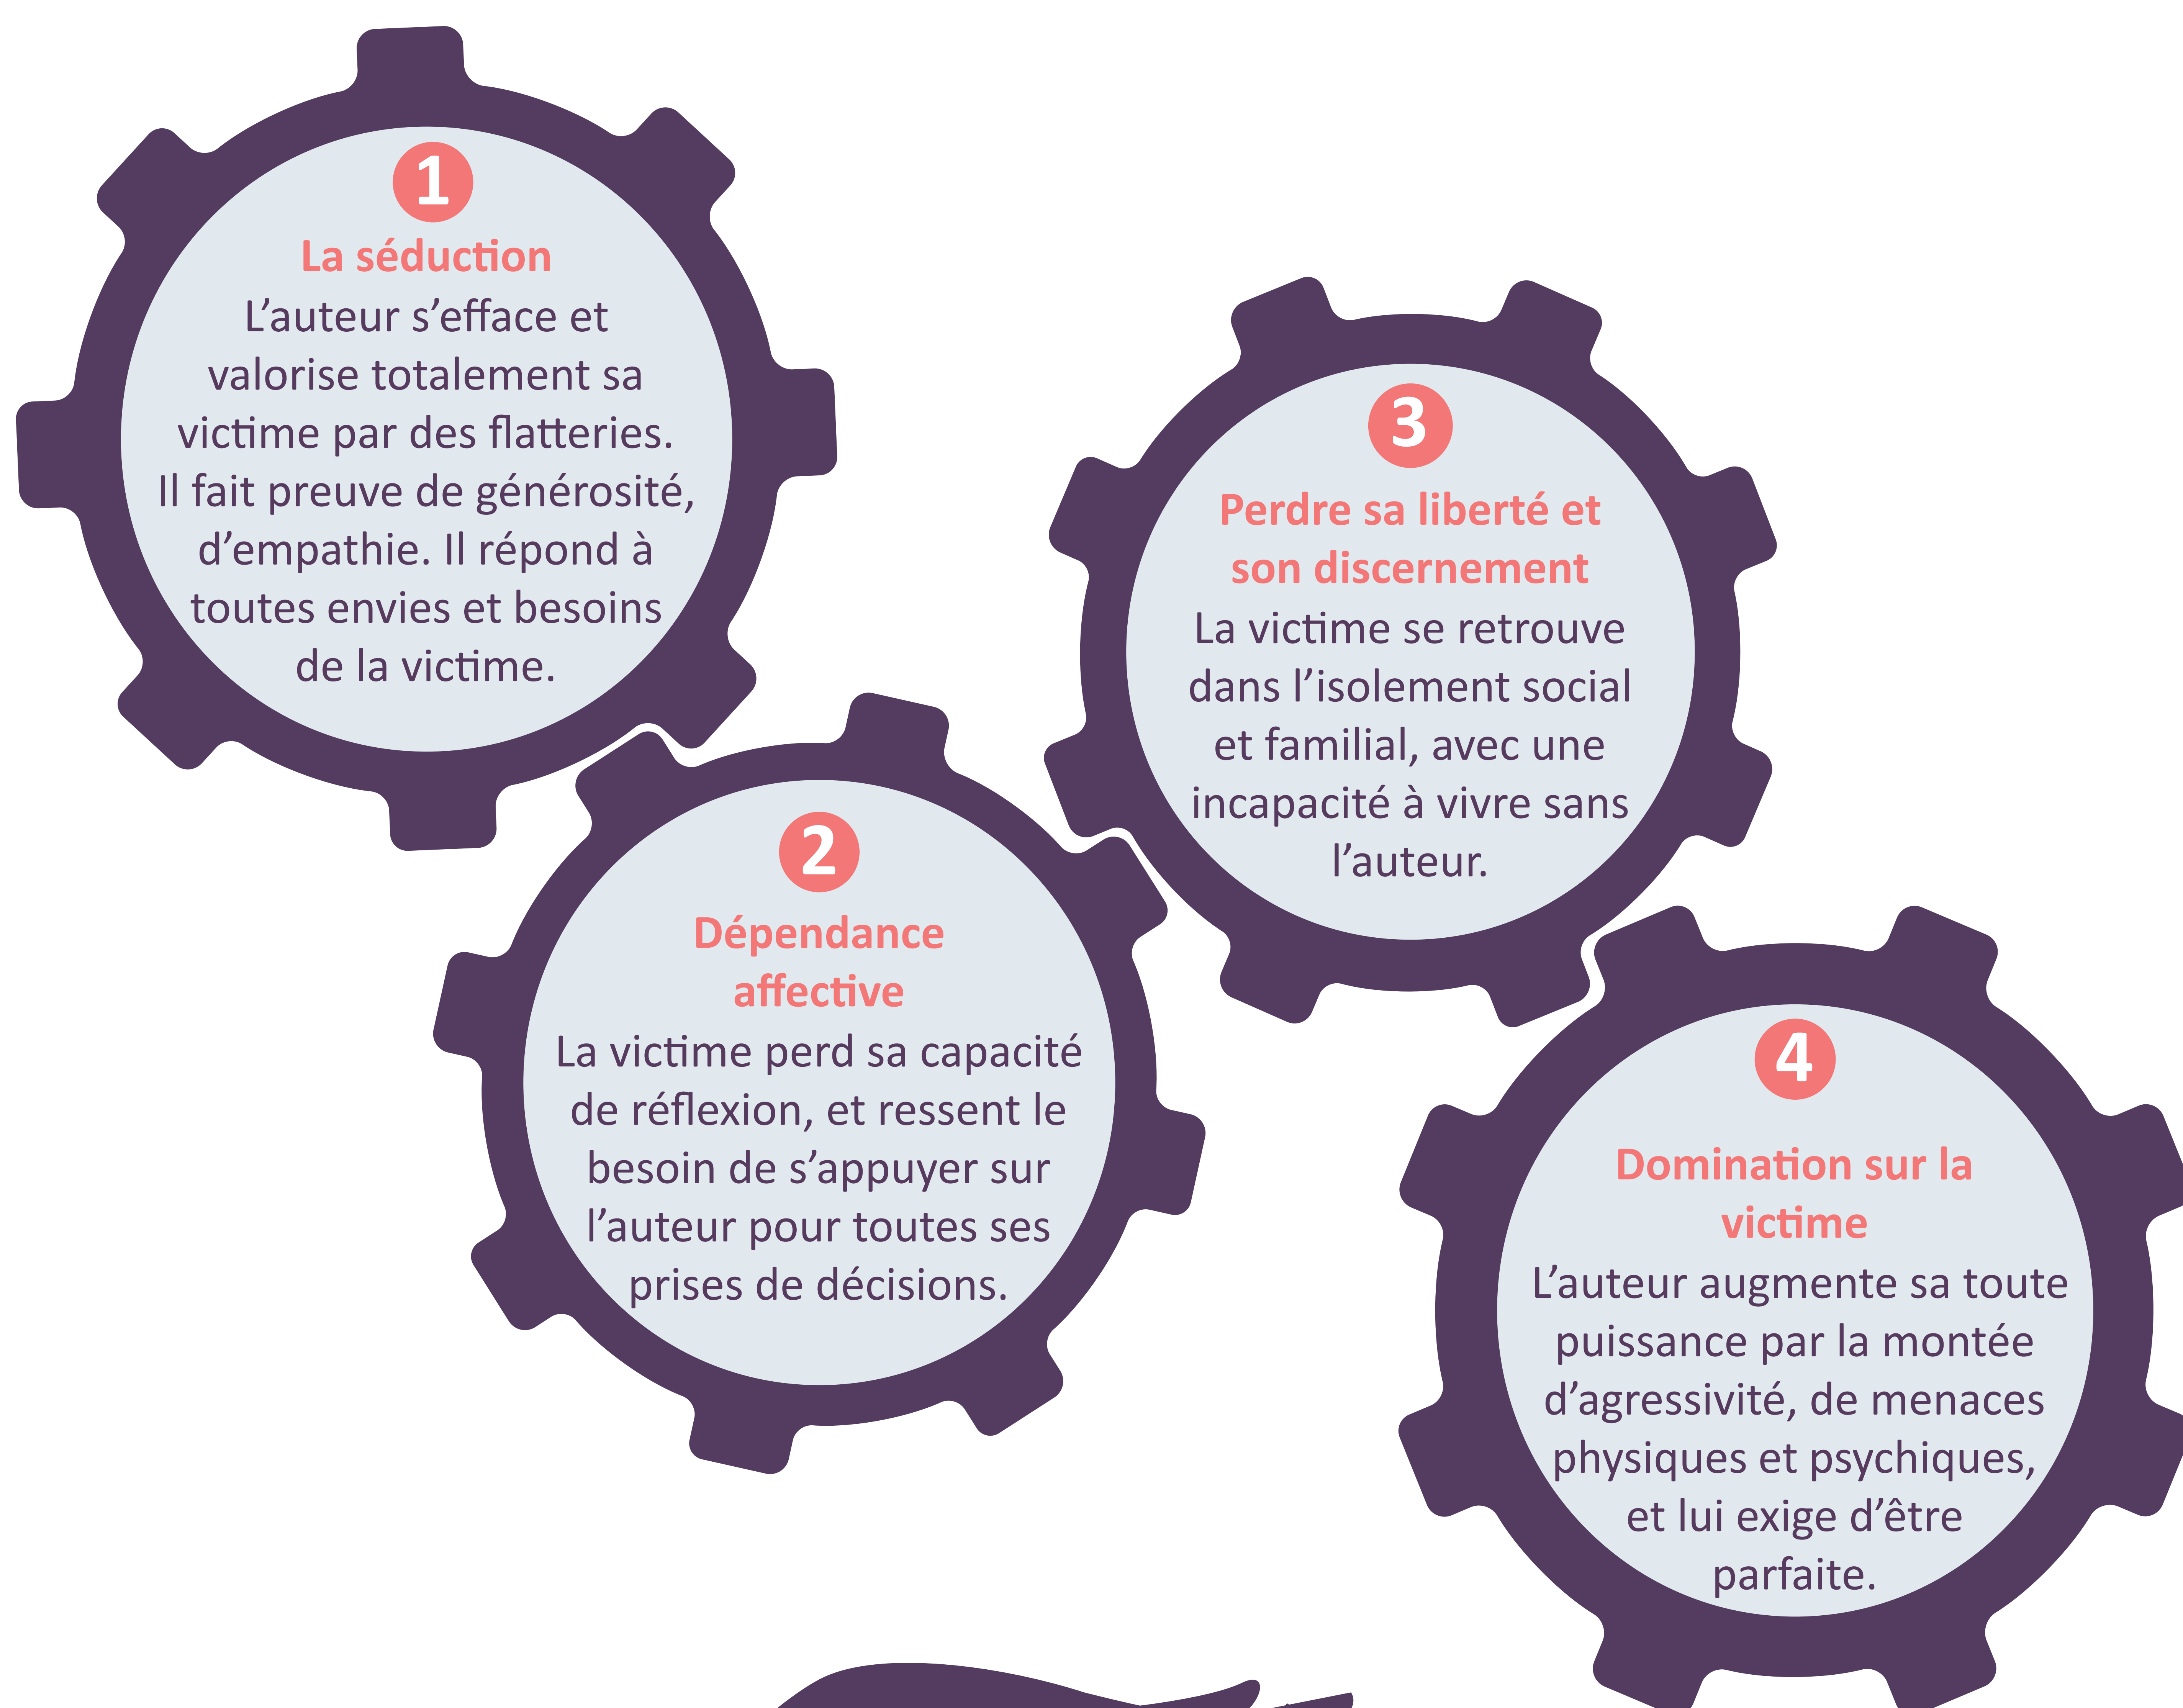 1
La séduction
L’auteur s’efface et
valorise totalement sa
victime par des flatteries.
Il fait preuve de générosité,
d’empathie. Il répond à
toutes envies et besoins
de la victime.
2
Dépendance
affective
La victime perd sa capacité
de réflexion, et ressent le
besoin de s’appuyer sur
l’auteur pour toutes ses
prises de décisions.
3
Perdre sa liberté et
son discernement
La victime se retrouve
dans l’isolement social
et familial, avec une
incapacité à vivre sans
l’auteur.
4
Domination sur la
victime
L’auteur augmente sa toute
puissance par la montée
d’agressivité, de menaces
physiques et psychiques,
et lui exige d’être
parfaite.